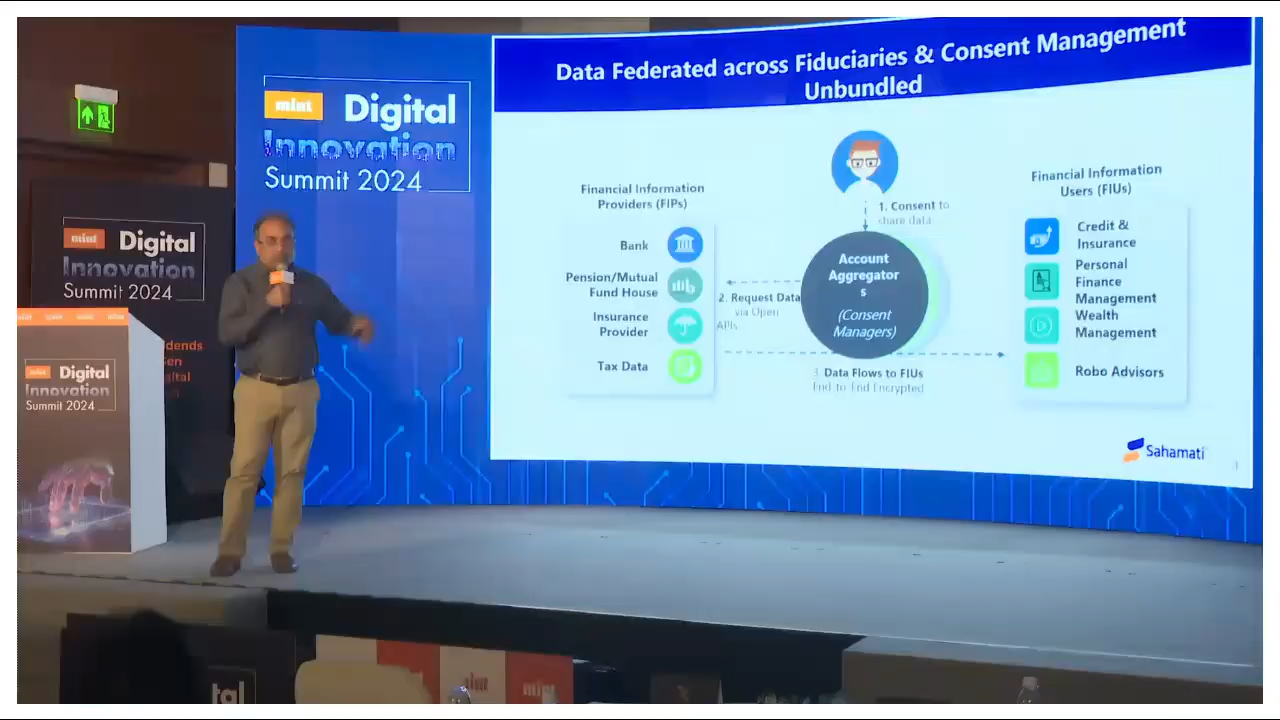 mint
Digital
Innovation
Summit 2024
Data Federated across Fiduciaries & Consent Management
Unbundled
Financial Information
Providers (FIPs)
Bank
Pension/Mutual
Fund House
Insurance
Provider
Tax Data
1. Consent to
share data
Account
Aggregator
s
(Consent
Managers)
2. Request Data
via Open
APIs
3. Data Flows to FIUs
End-to-End Encrypted
Financial Information
Users (FIUs)
Credit &
Insurance
Personal
Finance
Management
Wealth
Management
Robo Advisors
Sahamati
mint
Digital
Innovation
Summit 2024
mint
Digital
Innovation
Summit 2024
tal
mint
mint